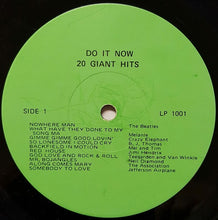 DO IT NOW
20 GIANT HITS
SIDE 1
LP 1001
NOWHERE MAN The Beatles
WHAT HAVE THEY DONE TO MY
SONG MA Melanie
GIMME GIMME GOOD LOVIN' Crazy Elephant
SO LONESOME I COULD CRY B. J. Thomas
BACKFIELD IN MOTION Mel and Tim
RED HOUSE Jimi Hendrix
GOD LOVE AND ROCK & ROLL Teegarden and Van Winkle
MR. BOJANGLES Neil Diamond
ALONG COMES MARY The Association
SOMEBODY TO LOVE Jefferson Airplane